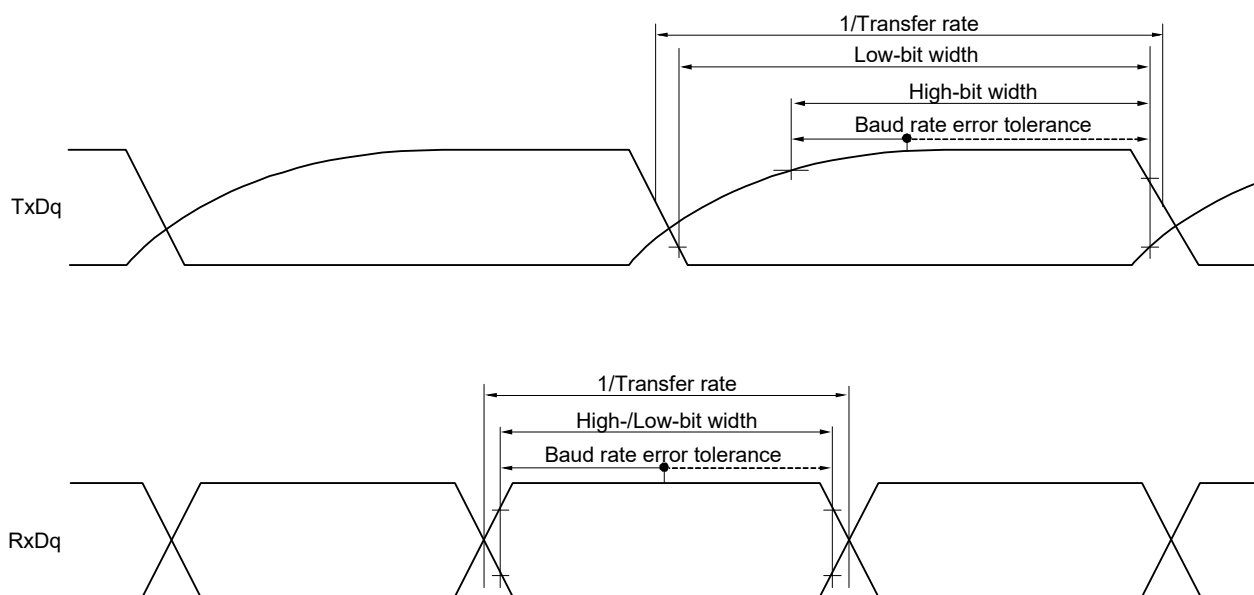 1/Transfer rate
Low-bit width
High-bit width
Baud rate error tolerance
TxDq
1/Transfer rate
High-/Low-bit width
Baud rate error tolerance
RxDq